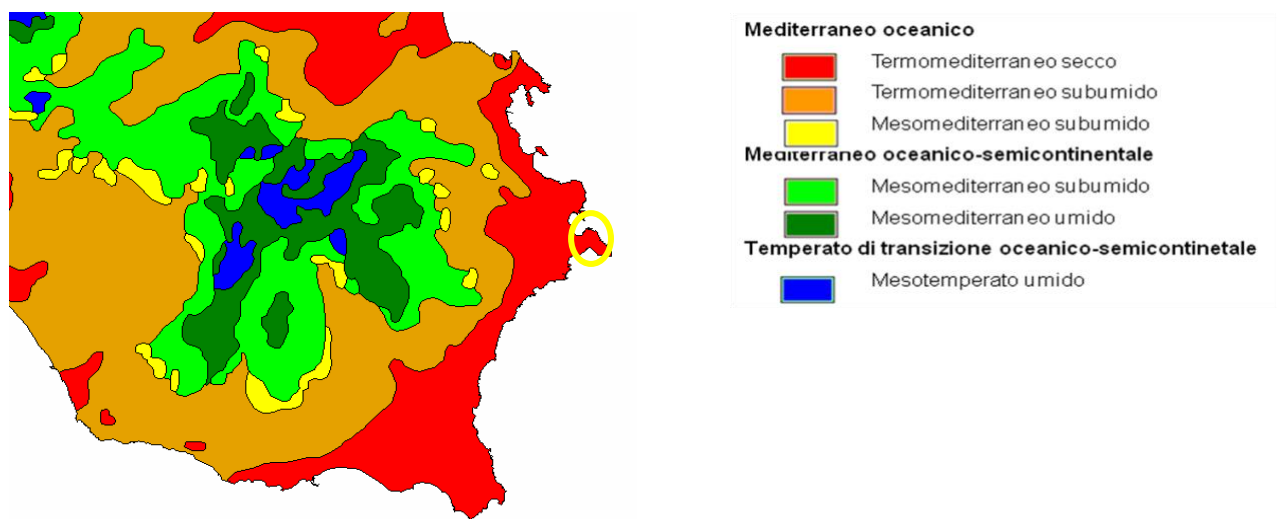 Mediterraneo oceanico
Termomediterraneo secco
Termomediterraneo subumido
Mesomediterraneo subumido
Mediterraneo oceanico-semicontinentale
Mesomediterraneo subumido
Mesomediterraneo umido
Temperato di transizione oceanico-semicontinetale
Mesotemperato umido